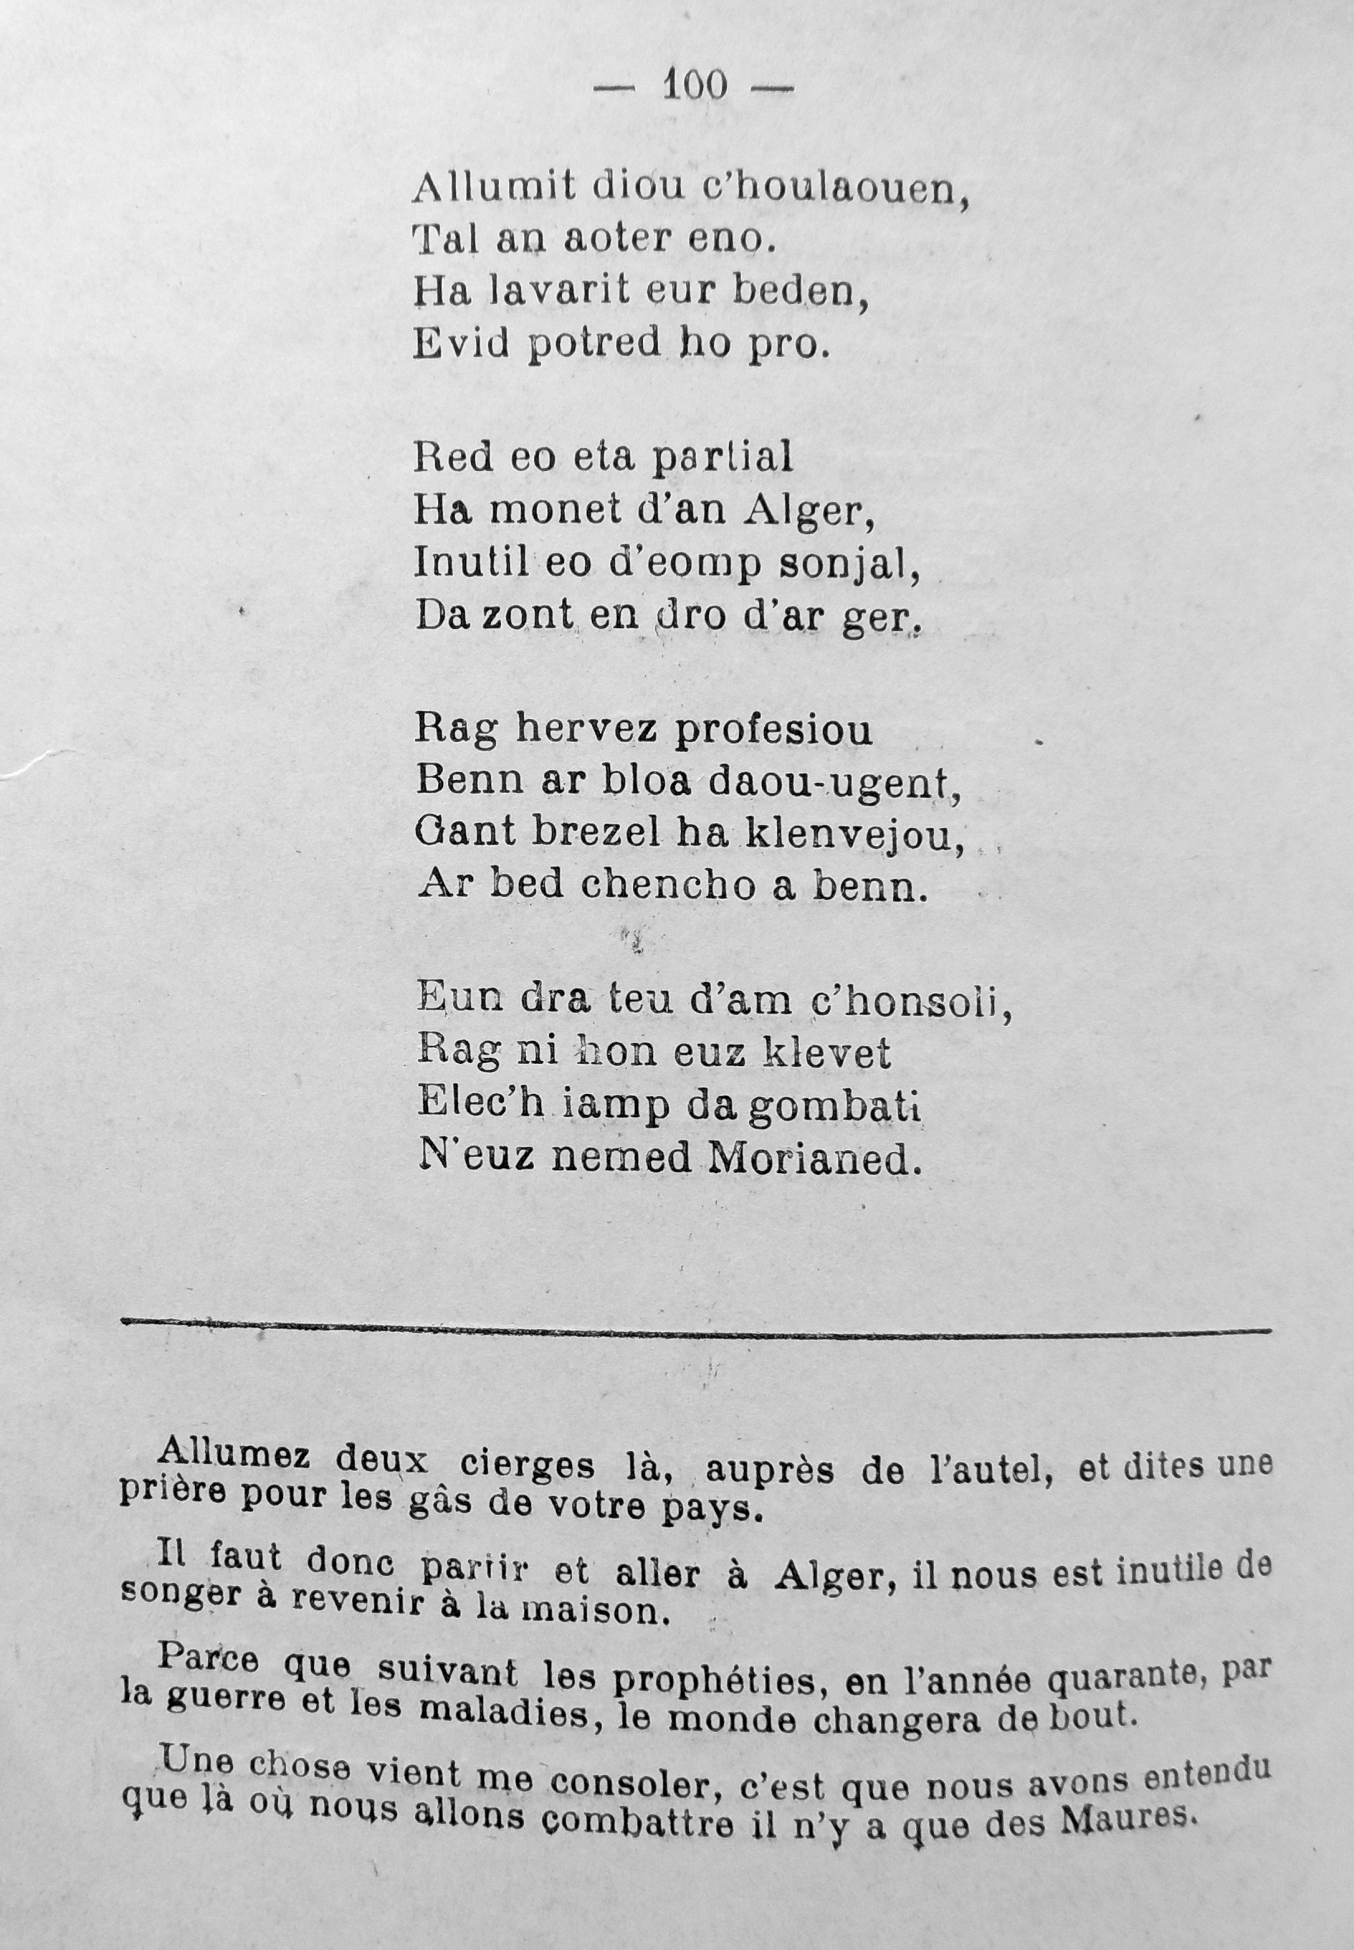 — 100 —
Allumit diou c'houlaouen,
Tal an aoter eno.
Ha lavarit eur beden,
Evid potred ho pro.
Red eo eta partial
Ha monet d'an Alger,
Inutil eo d'eomp sonjal,
Da zont en dro d'ar ger.
Rag hervez profesiou
Benn ar bloa daou-ugent,
Gant brezel ha klenvejou,
Ar bed chencho a benn.
Eun dra teu d'am c'honsoli,
Rag ni hon euz klevet
Elec'h iamp da gombati
N'euz nemed Morianed.
Allumez deux cierges là, auprès de l'autel, et dites une
prière pour les gâs de votre pays.
Il faut donc partir et aller à Alger, il nous est inutile de
songer à revenir à la maison.
Parce que suivant les prophéties, en l'année quarante, par
la guerre et les maladies, le monde changera de bout.
Une chose vient me consoler, c'est que nous avons entendu
que là où nous allons combattre il n'y a que des Maures.